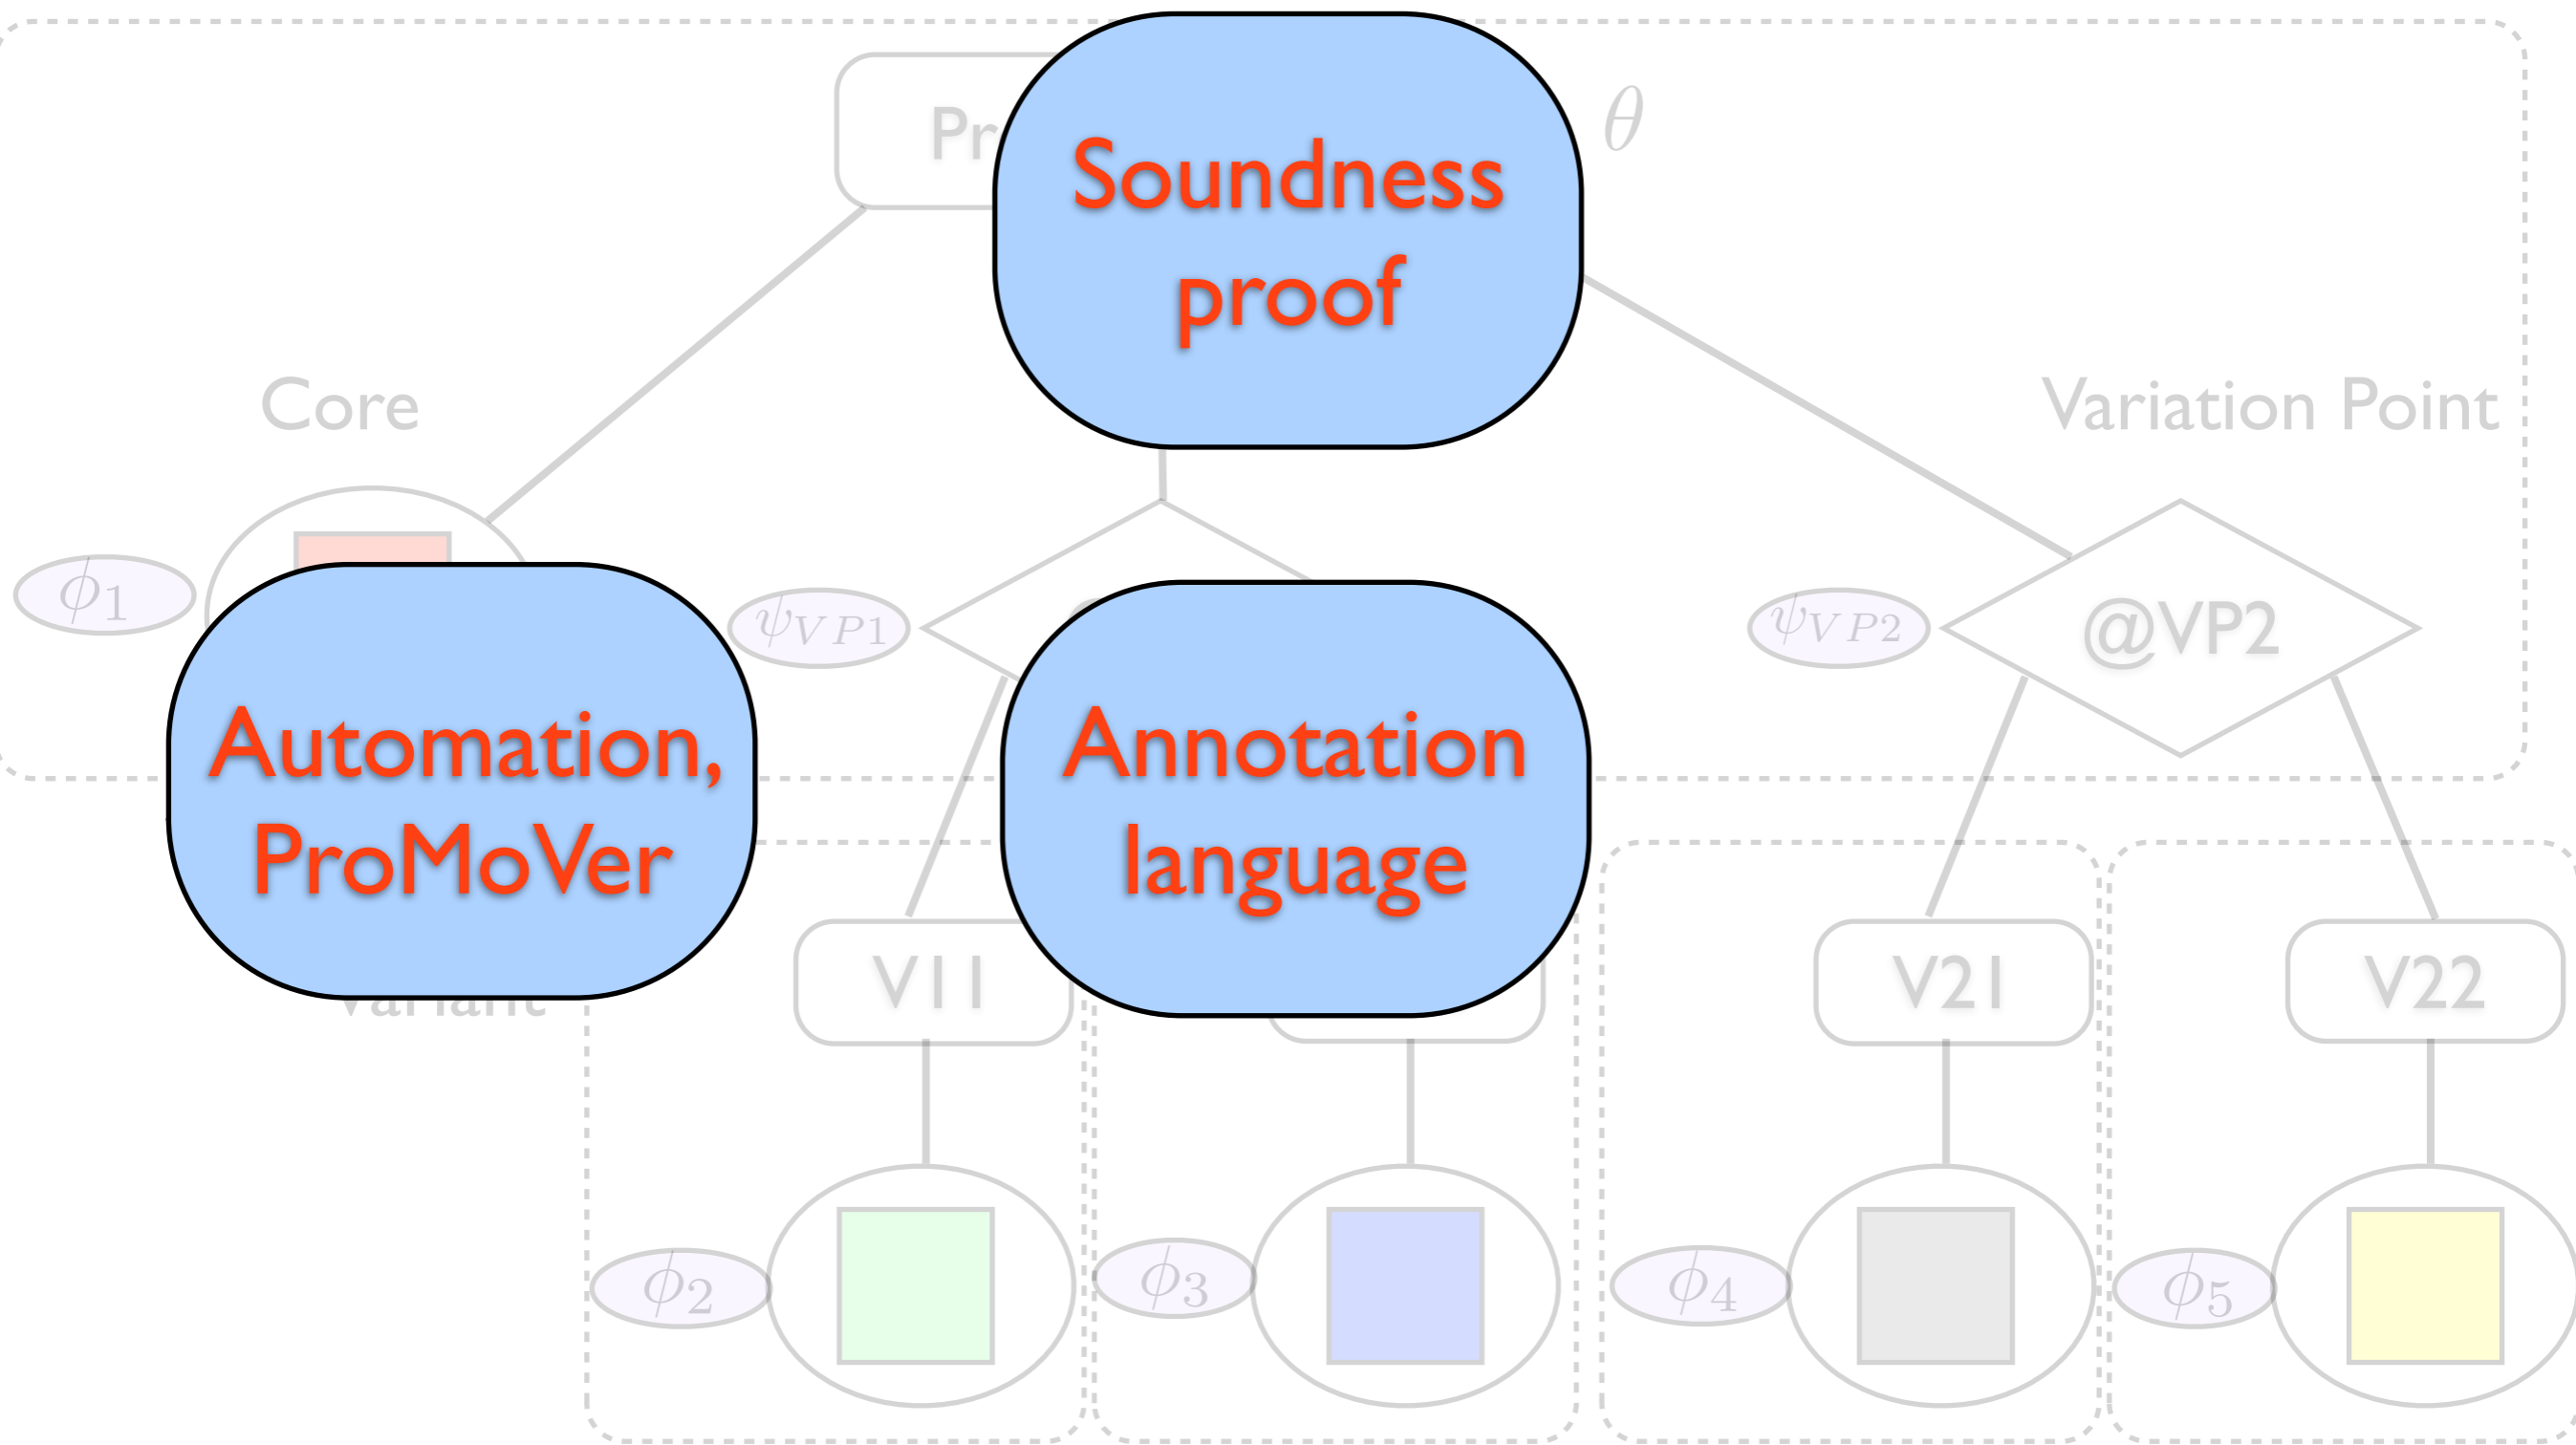 Soundness
proof
θ
Core
Variation Point
ϕ1
ψVP1
ψVP2
@VP2
Automation,
ProMoVer
Annotation
language
V11
V21
V22
Variant
ϕ2
ϕ3
ϕ4
ϕ5